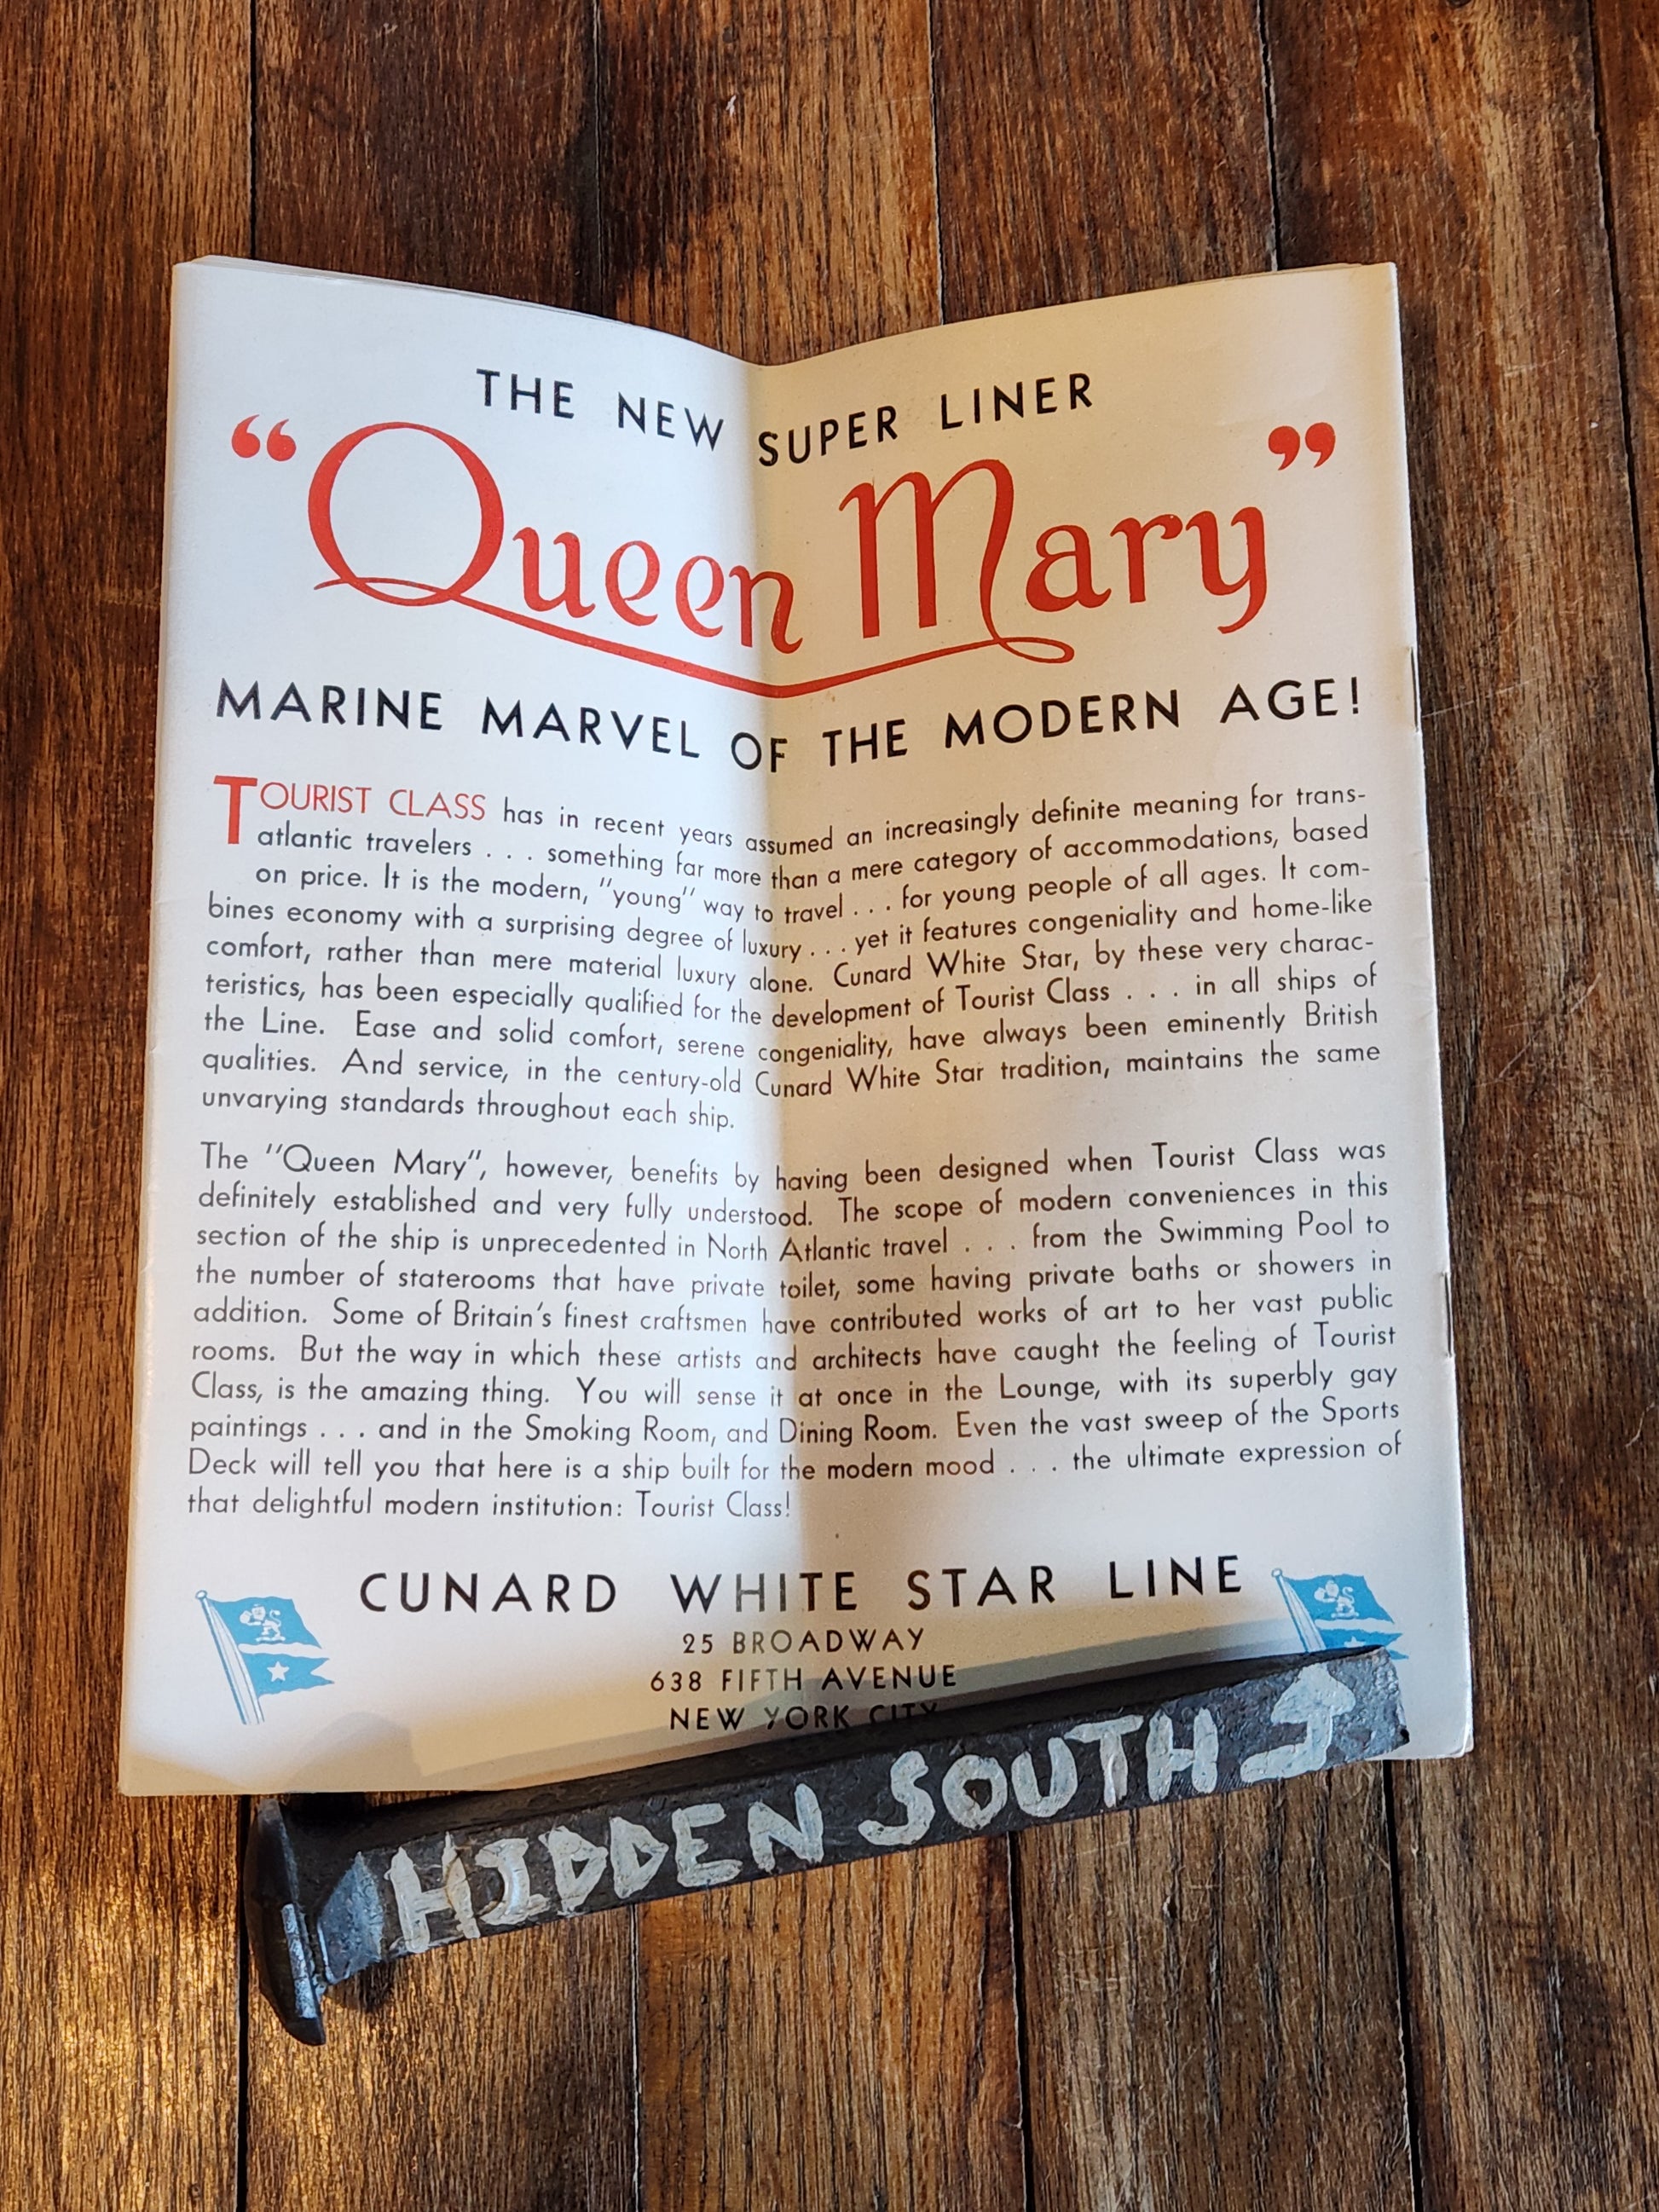 THE NEW SUPER LINER
“Queen Mary”
MARINE MARVEL OF THE MODERN AGE!
TOURIST CLASS has in recent years assumed an increasingly definite meaning for trans-
atlantic travelers . . . something far more than a mere category of accommodations, based
on price. It is the modern, "young" way to travel . . . for young people of all ages. It com-
bines economy with a surprising degree of luxury . . . yet it features congeniality and home-like
comfort, rather than mere material luxury alone. Cunard White Star, by these very charac-
teristics, has been especially qualified for the development of Tourist Class . . . in all ships of
the Line. Ease and solid comfort, serene congeniality, have always been eminently British
qualities. And service, in the century-old Cunard White Star tradition, maintains the same
unvarying standards throughout each ship.
The "Queen Mary", however, benefits by having been designed when Tourist Class was
definitely established and very fully understood. The scope of modern conveniences in this
section of the ship is unprecedented in North Atlantic travel . . . from the Swimming Pool to
the number of staterooms that have private toilet, some having private baths or showers in
addition. Some of Britain's finest craftsmen have contributed works of art to her vast public
rooms. But the way in which these artists and architects have caught the feeling of Tourist
Class, is the amazing thing. You will sense it at once in the Lounge, with its superbly gay
paintings . . . and in the Smoking Room, and Dining Room. Even the vast sweep of the Sports
Deck will tell you that here is a ship built for the modern mood . . . the ultimate expression of
that delightful modern institution: Tourist Class!
CUNARD WHITE STAR LINE
25 BROADWAY
638 FIFTH AVENUE
NEW YORK CITY
HIDDEN SOUTH